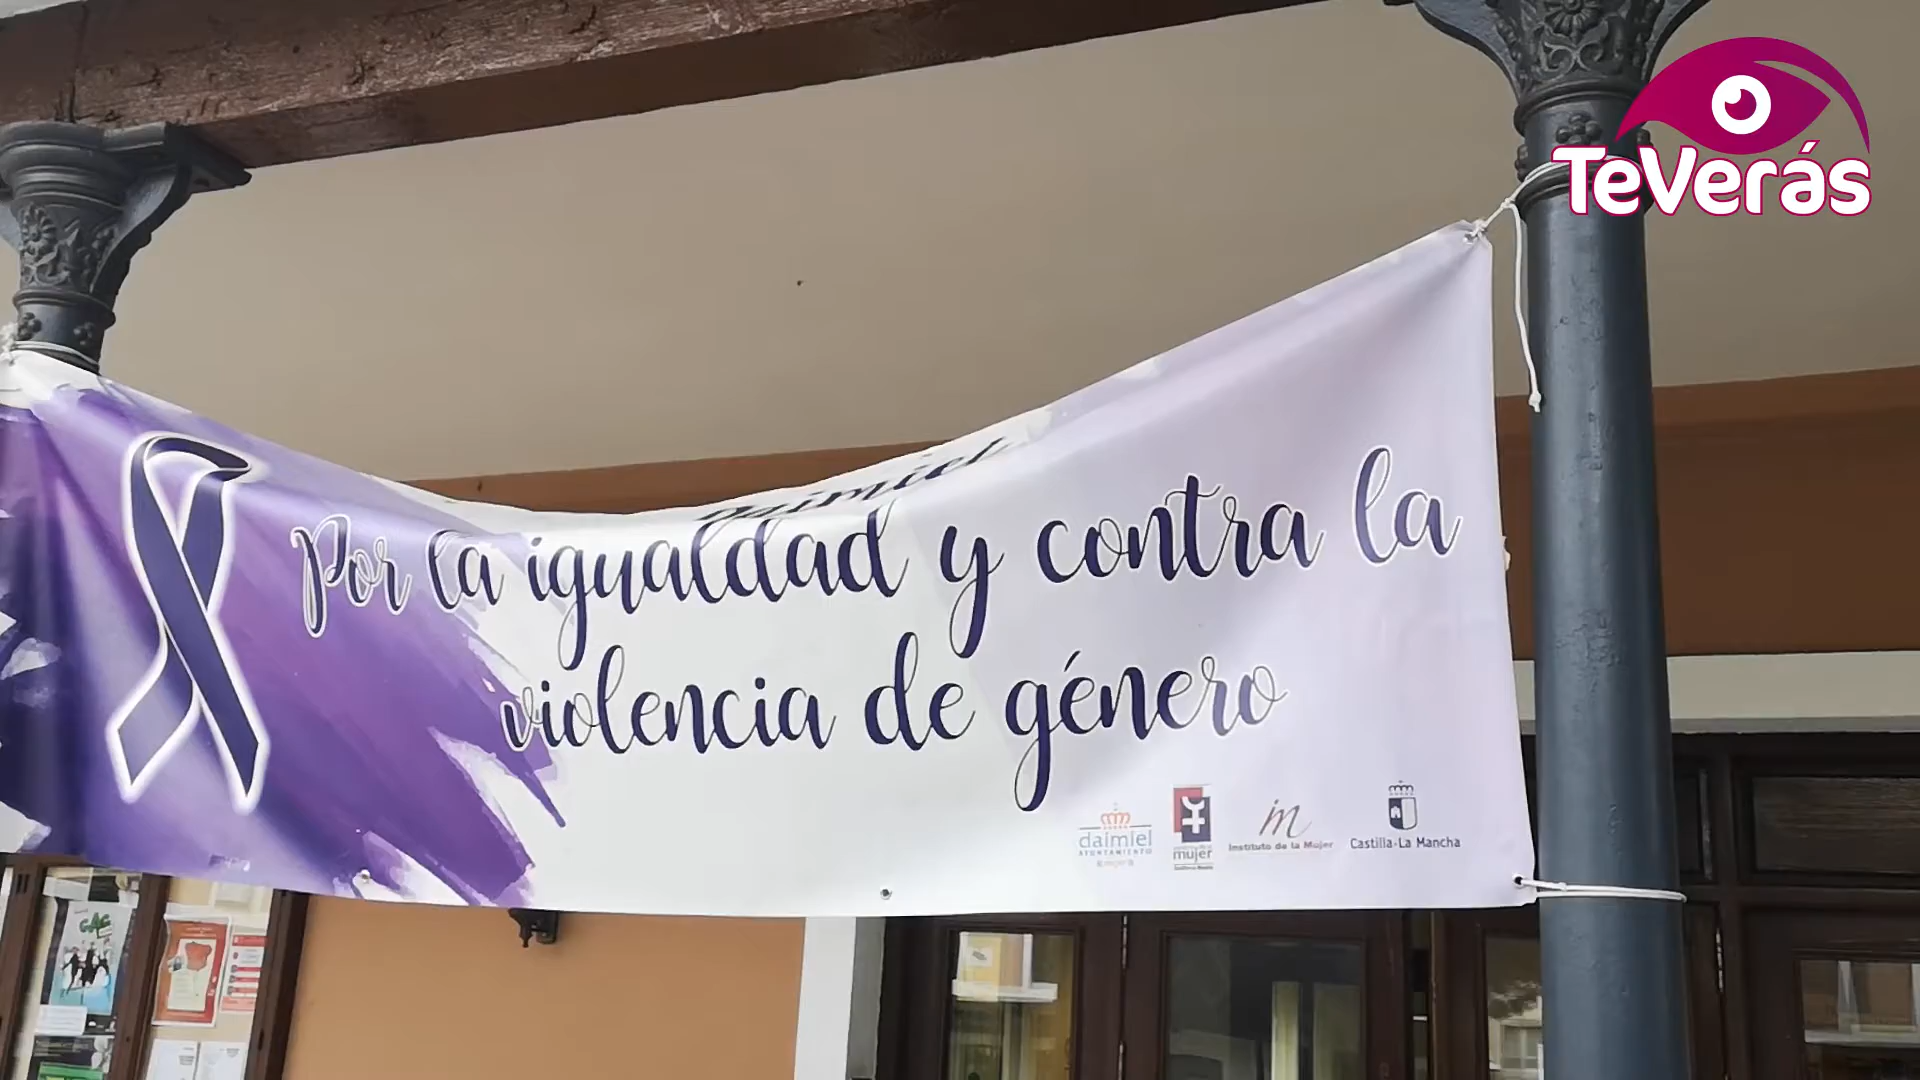 TeVerás
Daimiel
Por la igualdad y contra la
violencia de género
daimiel
AYUNTAMIENTO
mujer
Instituto de la Mujer
Castilla-La Mancha